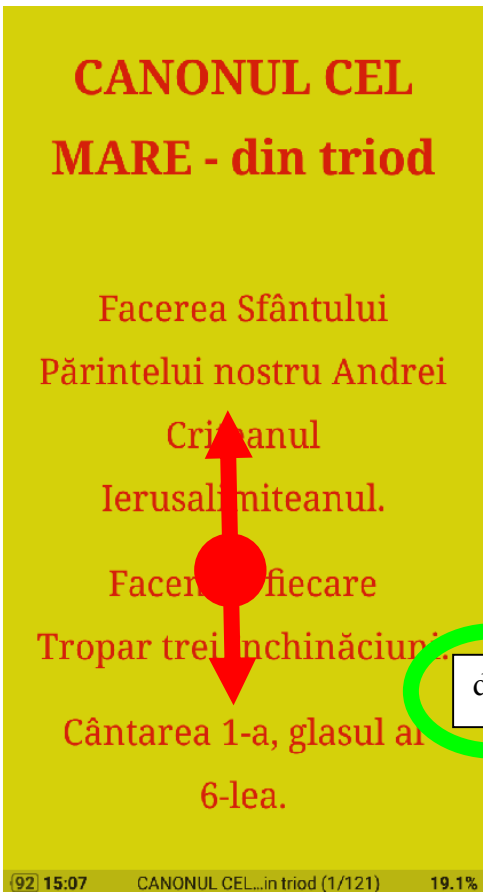 CANONUL CEL
MARE - din triod
Facerea Sfântului
Părintelui nostru Andrei
Criteanul
Ierusalimiteanul.
fiecare
Tropar trei închinăciuni.
Cântarea 1-a, glasul al
6-lea.
92 15:07 CANONUL CEL...in triod (1/121) 19.1%